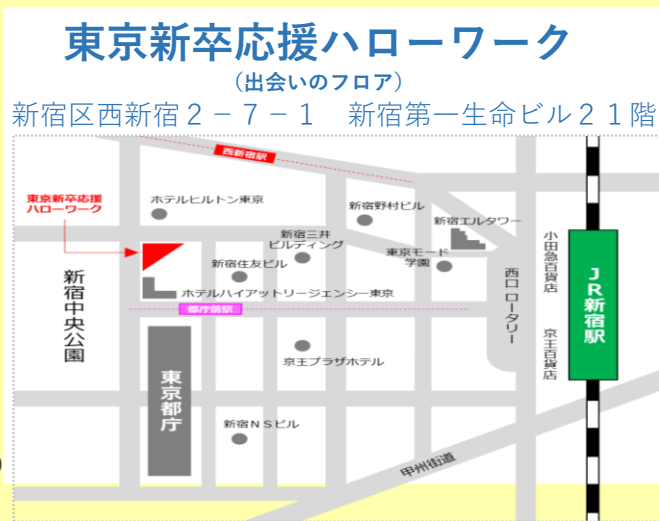 東京新卒応援ハローワーク
（出会いのフロア）
新宿区西新宿２－７－１　新宿第一生命ビル２１階
西新宿駅
東京新卒応援
ハローワーク
ホテルヒルトン東京
新宿野村ビル
新宿エルタワー
新宿三井
ビルディング
東京モード
学園
新宿住友ビル
ホテルハイアットリージェンシー東京
都庁前駅
新宿中央公園
小田急百貨店
西口 ロータリー
JR新宿駅
京王百貨店
京王プラザホテル
東京都庁
新宿NSビル
甲州街道
)